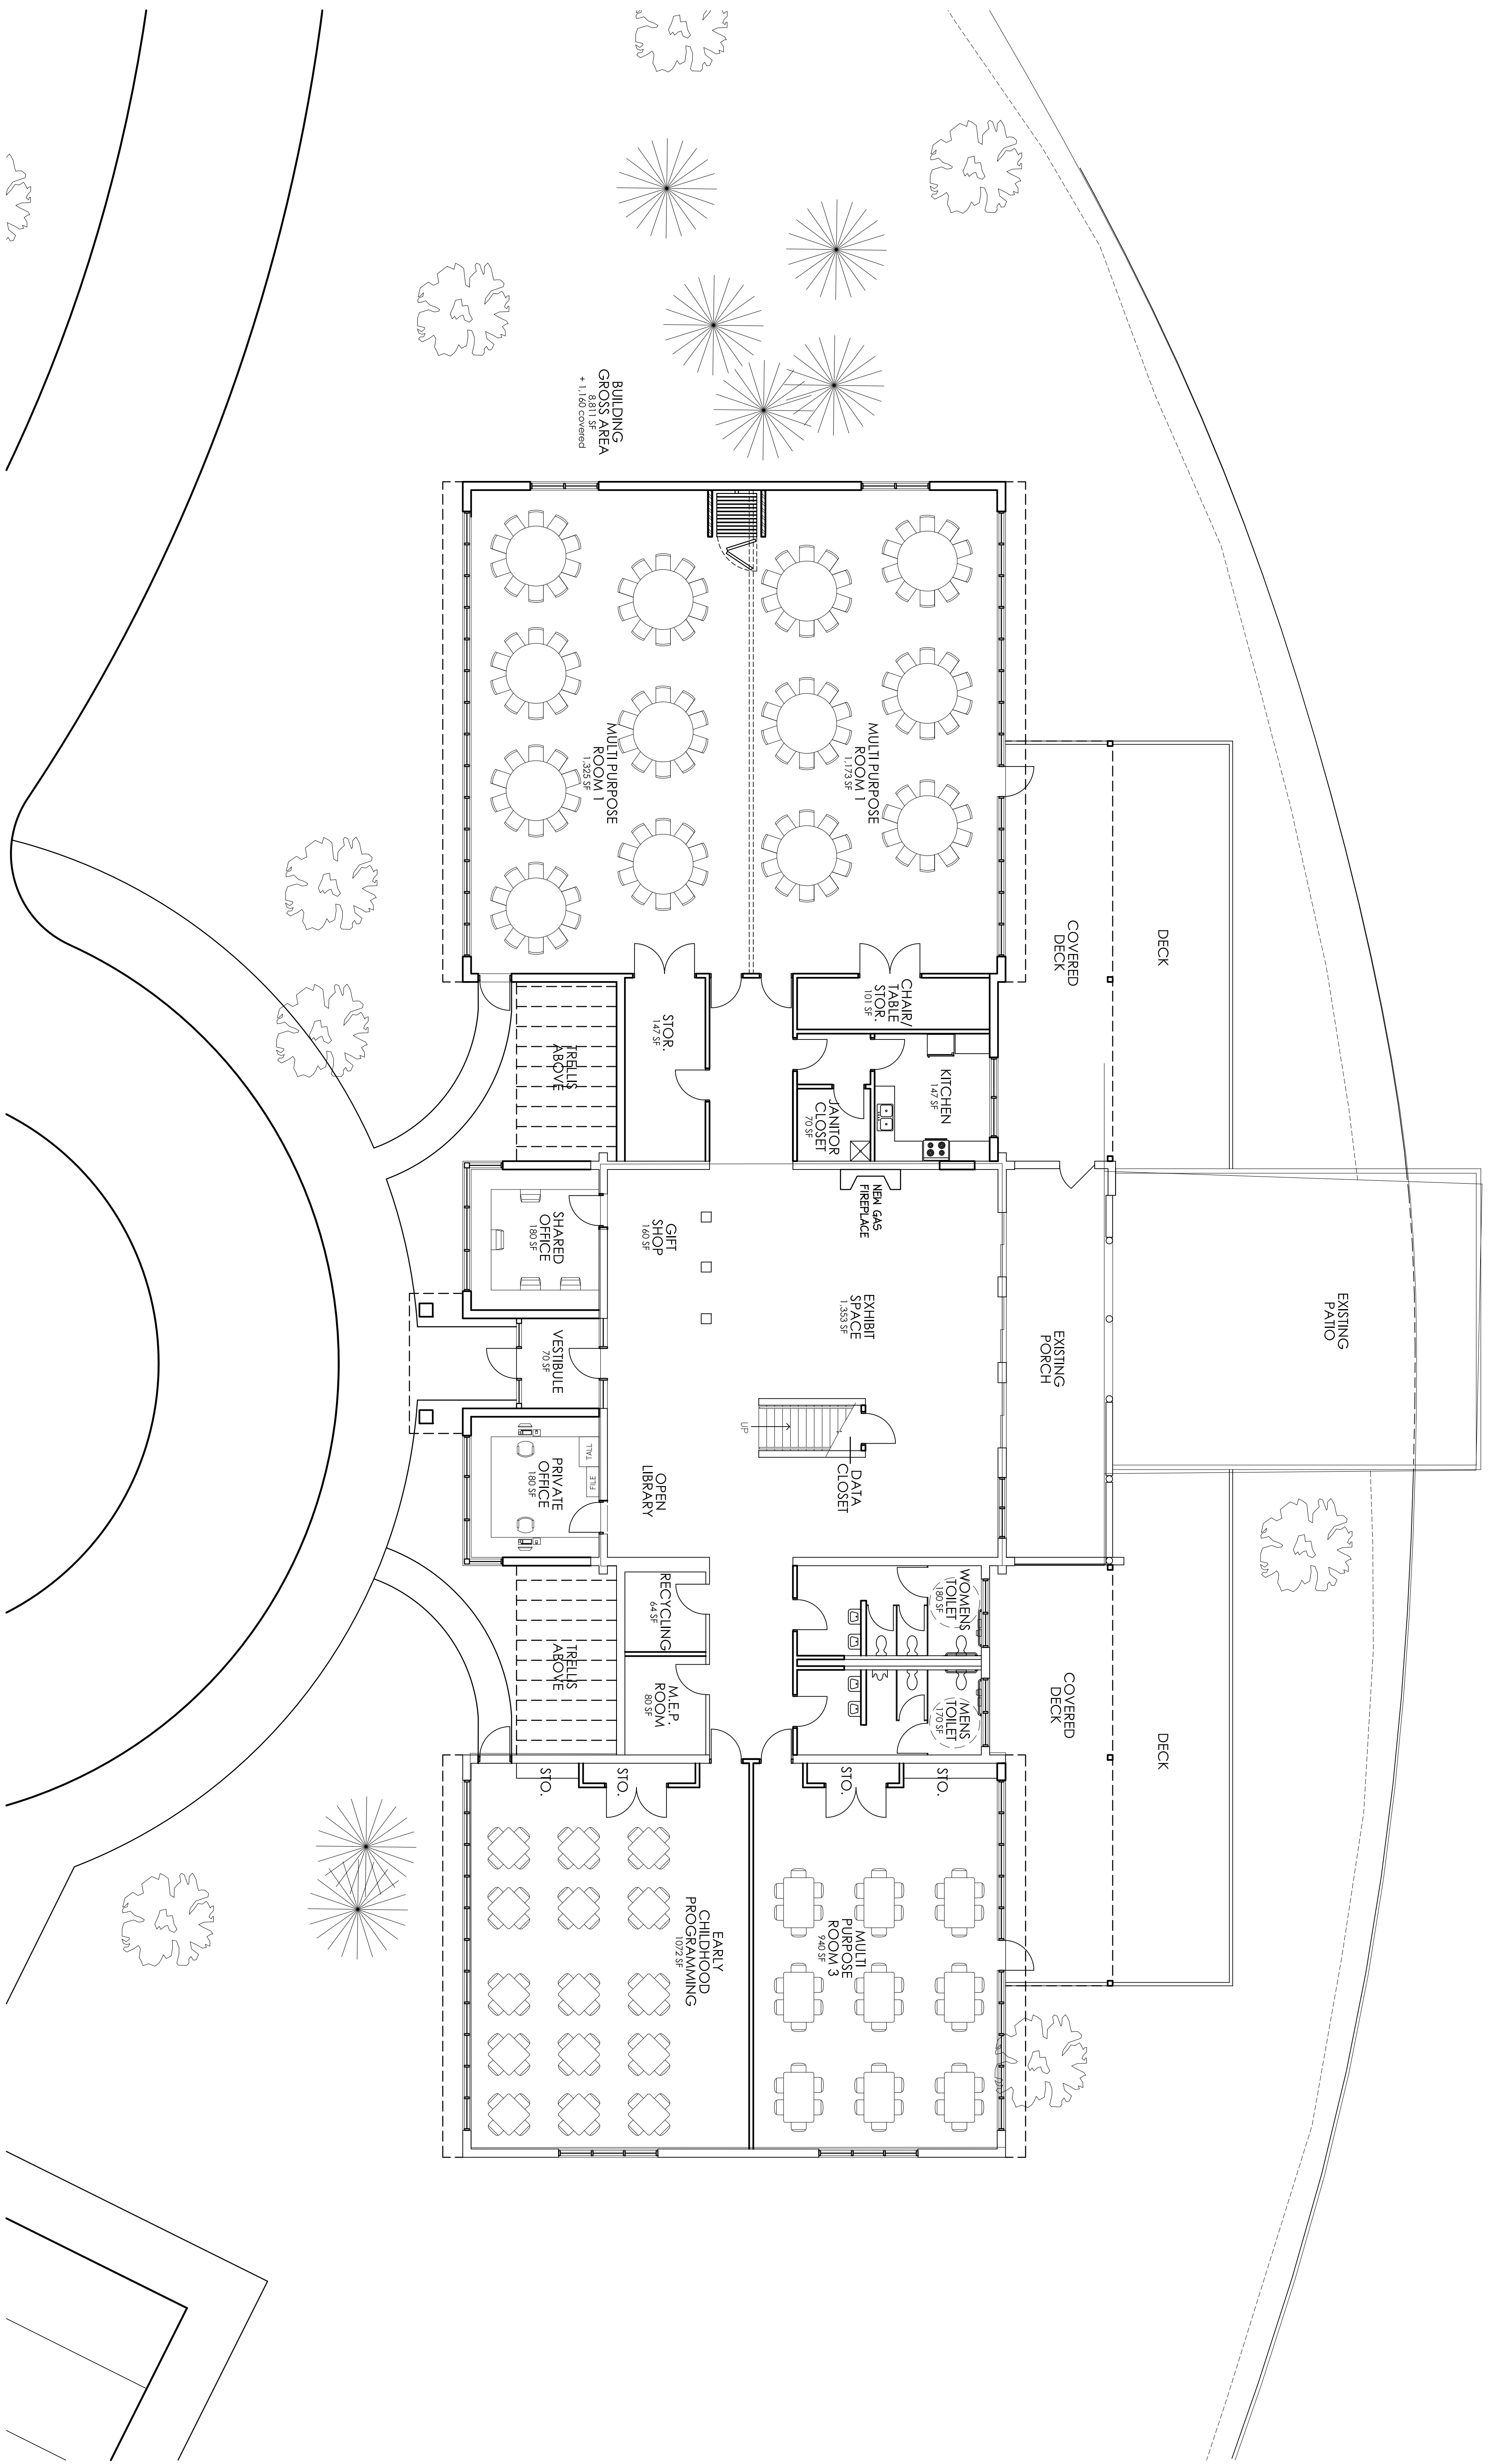 BUILDING
GROSS AREA
8,811 SF
+ 1,160 covered
MULTI PURPOSE
ROOM 1
1,325 SF
MULTI PURPOSE
ROOM 1
1,173 SF
COVERED
DECK
DECK
STOR.
147 SF
CHAIR/
TABLE
STOR.
101 SF
TRELLIS
ABOVE
KITCHEN
147 SF
JANITOR
CLOSET
70 SF
NEW GAS
FIREPLACE
SHARED
OFFICE
180 SF
GIFT
SHOP
160 SF
EXHIBIT
SPACE
1,353 SF
EXISTING
PATIO
EXISTING
PORCH
VESTIBULE
70 SF
UP
DATA
CLOSET
PRIVATE
OFFICE
180 SF
TALL
FILE
OPEN
LIBRARY
RECYCLING
64 SF
WOMENS
TOILET
180 SF
TRELLIS
ABOVE
M.E.P.
ROOM
80 SF
MENS
TOILET
170 SF
COVERED
DECK
DECK
STO.
STO.
STO.
STO.
EARLY
CHILDHOOD
PROGRAMMING
1072 SF
MULTI
PURPOSE
ROOM 3
940 SF